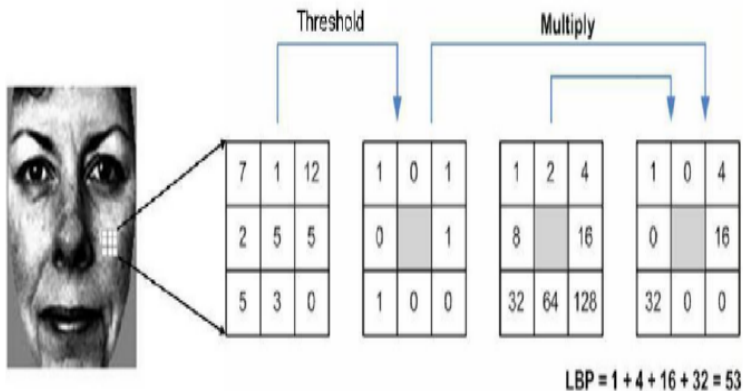 Threshold Multiply
7 1 12 1 0 1 1 2 4 1 0 4
2 5 5 0 1 8 16 0 16
5 3 0 1 0 0 32 64 128 32 0 0
LBP = 1 + 4 + 16 + 32 = 53